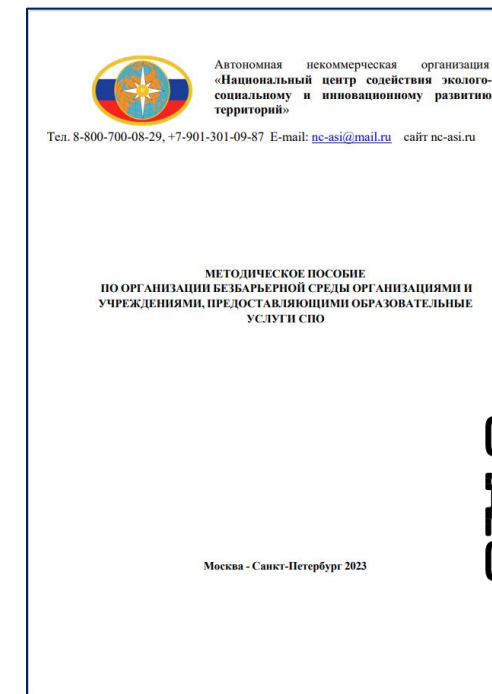 Автономная некоммерческая организация
«Национальный центр содействия эколого-
социальному и инновационному развитию
территорий»
Тел. 8-800-700-08-29, +7-901-301-09-87 E-mail: nc-asi@mail.ru сайт nc-asi.ru
МЕТОДИЧЕСКОЕ ПОСОБИЕ
ПО ОРГАНИЗАЦИИ БЕЗБАРЬЕРНОЙ СРЕДЫ ОРГАНИЗАЦИЯМИ И
УЧРЕЖДЕНИЯМИ, ПРЕДОСТАВЛЯЮЩИМИ ОБРАЗОВАТЕЛЬНЫЕ
УСЛУГИ СПО
Москва - Санкт-Петербург 2023